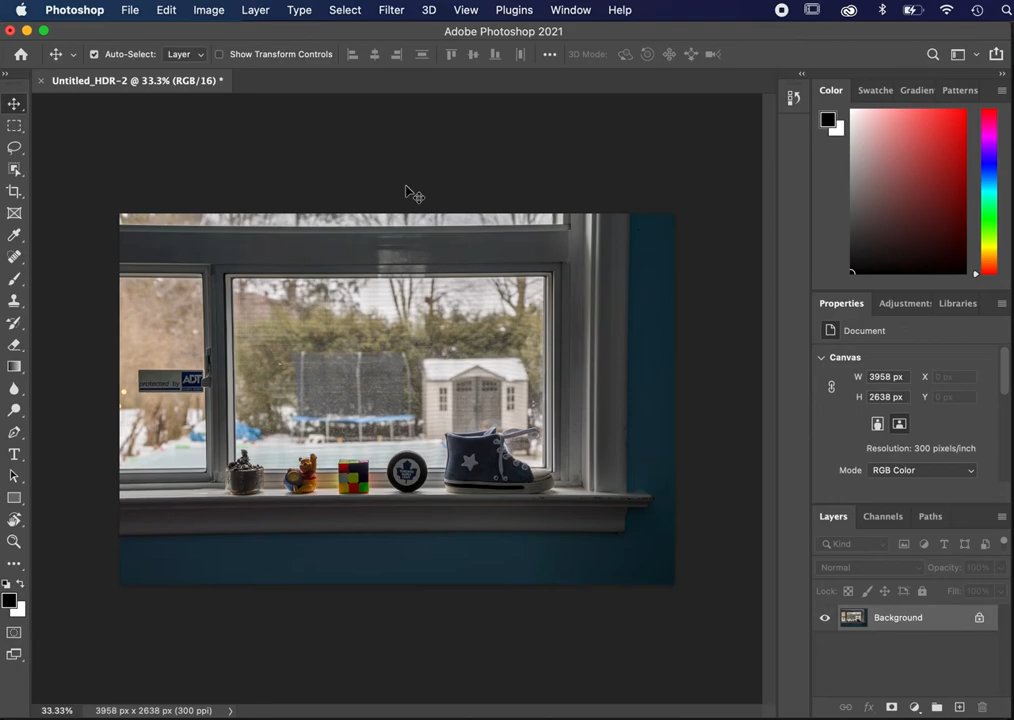 Photoshop File Edit Image Layer Type Select Filter 3D View Plugins Window Help
Adobe Photoshop 2021
Auto-Select: Layer Show Transform Controls ••• 3D Mode:
Untitled_HDR-2 @ 33.3% (RGB/16) *
Color Swatche Gradien Patterns
Properties Adjustment: Libraries
Document
Canvas
W 3958 px X 0 px
H 2638 px Y 0 px
Resolution: 300 pixels/inch
Mode RGB Color
protected by ADT
Layers Channels Paths
Kind
Normal Opacity: 100%
Lock: Fill: 100%
Background
33.33% 3958 px x 2638 px (300 ppi)